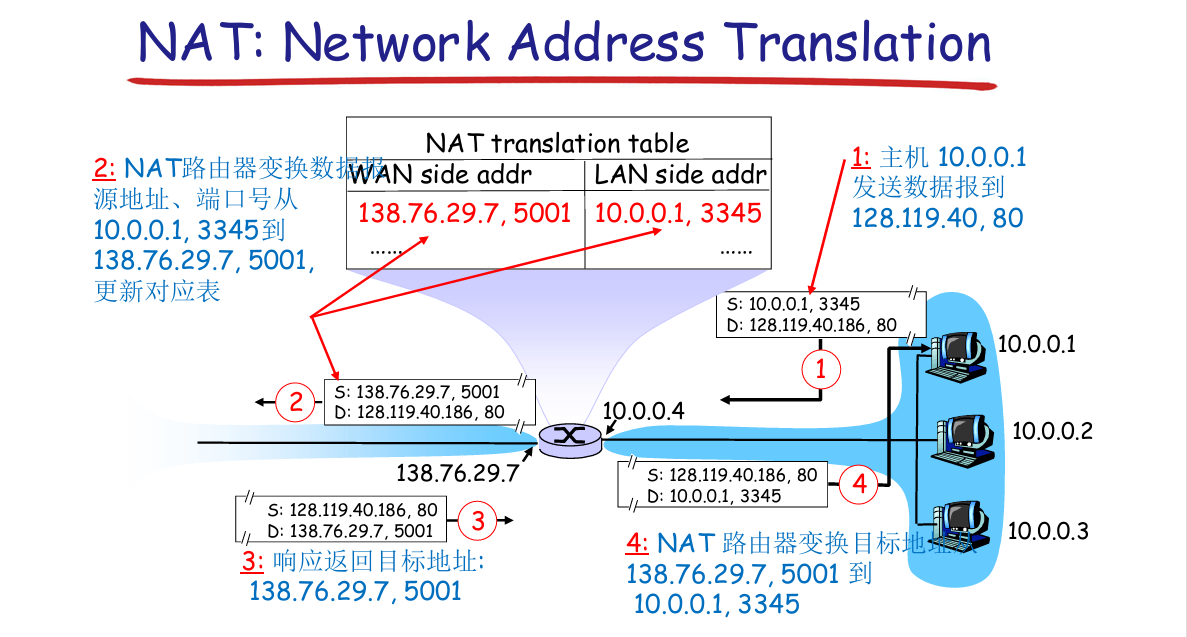 NAT: Network Address Translation
NAT translation table
WAN side addr
LAN side addr
138.76.29.7, 5001
10.0.0.1, 3345
......
......
2: NAT路由器变换数据报
源地址、端口号从
10.0.0.1, 3345到
138.76.29.7, 5001,
更新对应表
1: 主机 10.0.0.1
发送数据报到
128.119.40, 80
S: 10.0.0.1, 3345
D: 128.119.40.186, 80
1
10.0.0.1
S: 138.76.29.7, 5001
D: 128.119.40.186, 80
2
10.0.0.4
10.0.0.2
138.76.29.7
S: 128.119.40.186, 80
D: 10.0.0.1, 3345
4
S: 128.119.40.186, 80
D: 138.76.29.7, 5001
3
10.0.0.3
3: 响应返回目标地址:
138.76.29.7, 5001
4: NAT 路由器变换目标地址
138.76.29.7, 5001 到
10.0.0.1, 3345